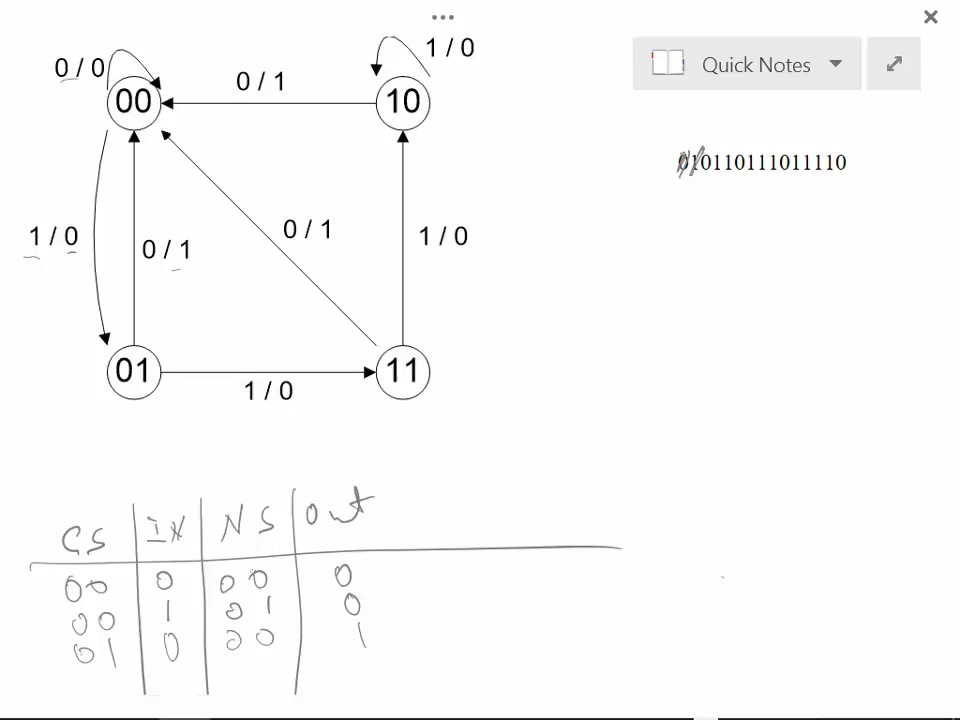 0 / 0
1 / 0
0 / 1
00
10
Quick Notes
010110111011110
1 / 0
0 / 1
0 / 1
1 / 0
01
11
1 / 0
CS IN NS Out
00 0 00 0
00 1 01 0
01 0 00 1